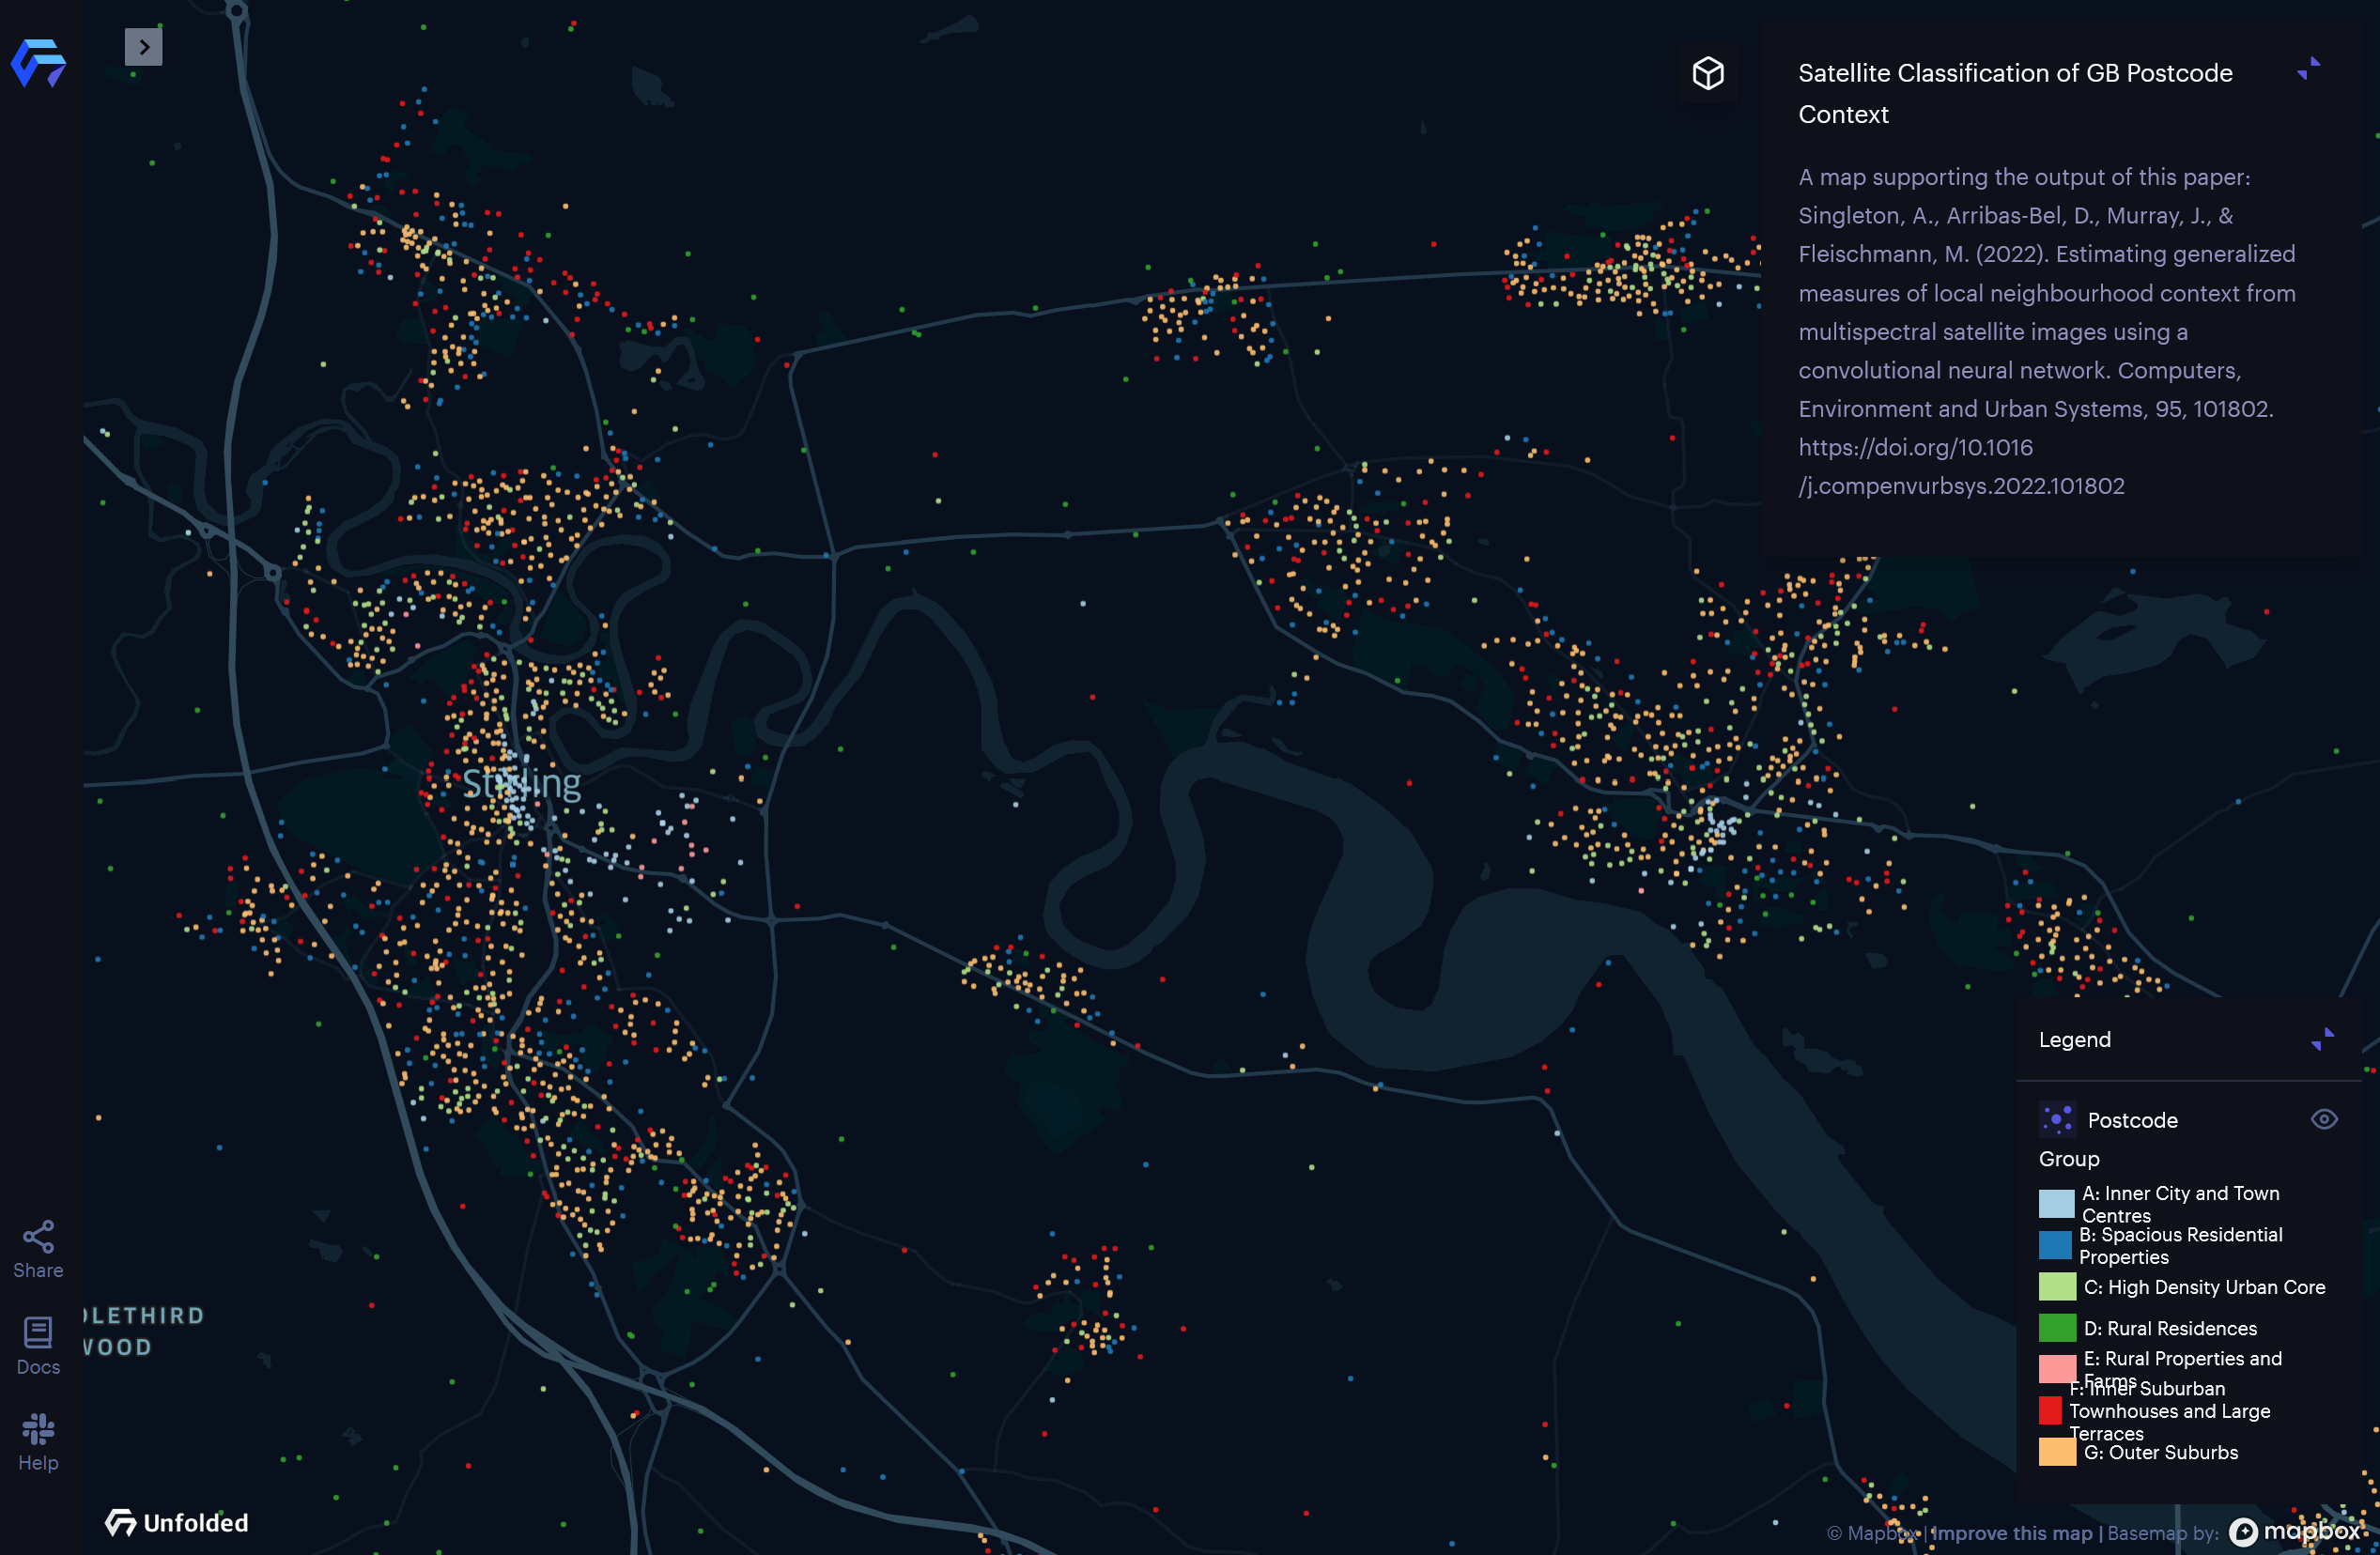 Satellite Classification of GB Postcode
Context
A map supporting the output of this paper:
Singleton, A., Arribas-Bel, D., Murray, J., &
Fleischmann, M. (2022). Estimating generalized
measures of local neighbourhood context from
multispectral satellite images using a
convolutional neural network. Computers,
Environment and Urban Systems, 95, 101802.
https://doi.org/10.1016
/j.compenvurbsys.2022.101802
Stirling
Legend
Postcode
Group
A: Inner City and Town
Centres
B: Spacious Residential
Properties
C: High Density Urban Core
D: Rural Residences
E: Rural Properties and
Farms
F: Inner Suburban
Townhouses and Large
Terraces
G: Outer Suburbs
Share
Docs
Help
DLETHIRD
WOOD
Unfolded
© Mapbox | Improve this map | Basemap by: mapbox